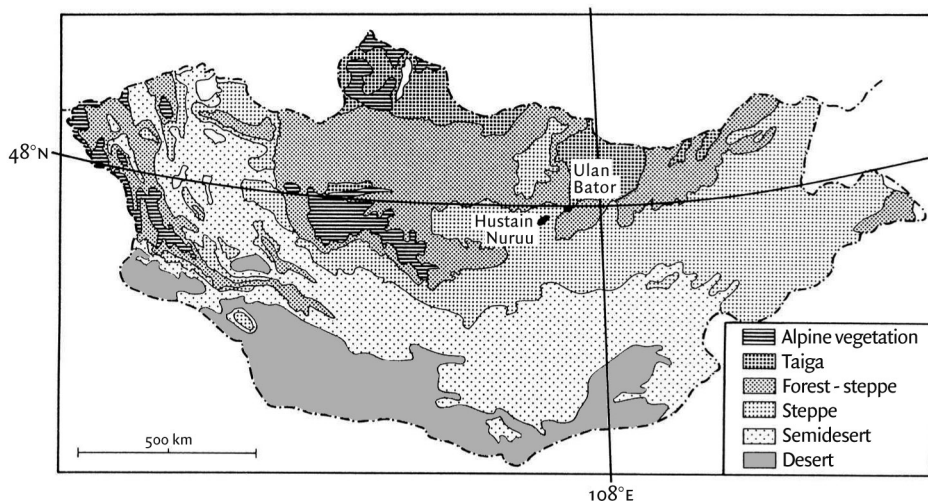 48°N
Ulan
Bator
Hustain
Nuruu
Alpine vegetation
Taiga
Forest - steppe
Steppe
Semidesert
Desert
500 km
108°E